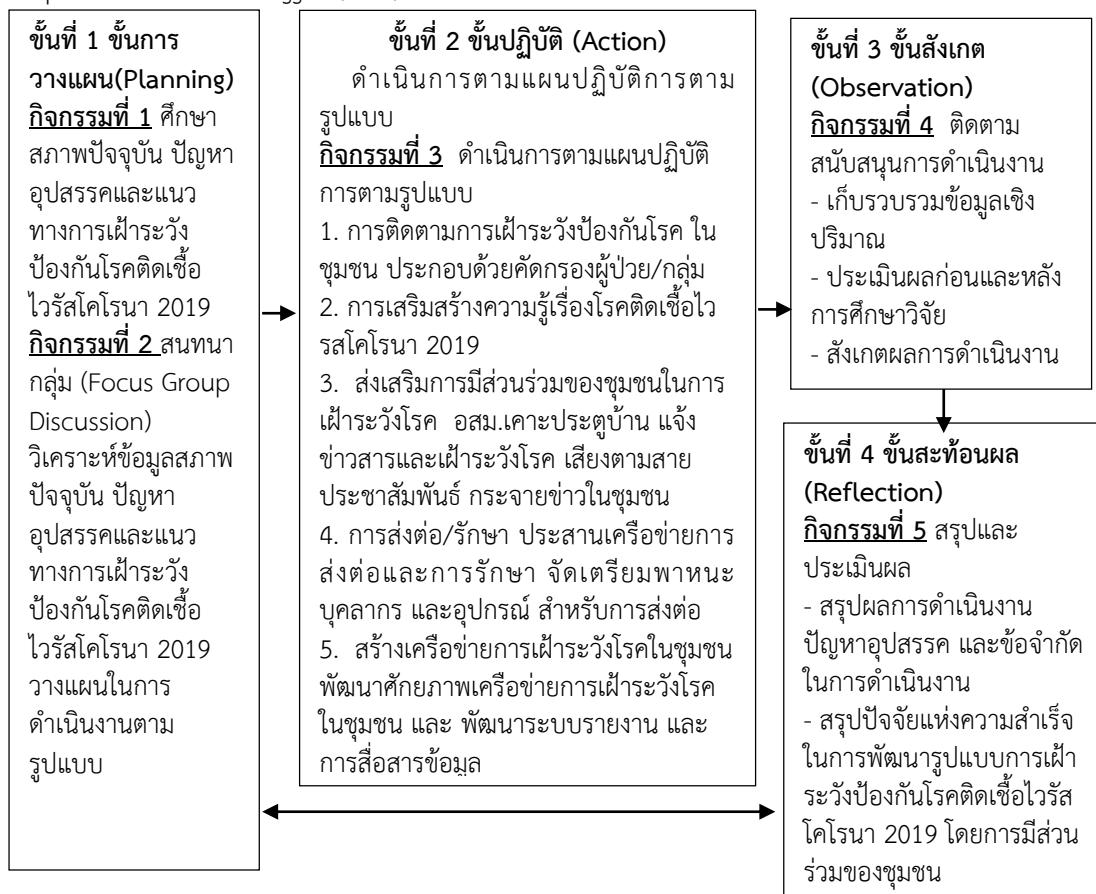 ขั้นที่ 1 ขั้นการ
วางแผน(Planning)
กิจกรรมที่ 1 ศึกษา
สภาพปัจจุบัน ปัญหา
อุปสรรคและแนว
ทางการเฝ้าระวัง
ป้องกันโรคติดเชื้อ
ไวรัสโคโรนา 2019
กิจกรรมที่ 2 สนทนา
กลุ่ม (Focus Group
Discussion)
วิเคราะห์ข้อมูลสภาพ
ปัจจุบัน ปัญหา
อุปสรรคและแนว
ทางการเฝ้าระวัง
ป้องกันโรคติดเชื้อ
ไวรัสโคโรนา 2019
วางแผนในการ
ดำเนินงานตาม
รูปแบบ
ขั้นที่ 2 ขั้นปฏิบัติ (Action)
ดำเนินการตามแผนปฏิบัติการตาม
รูปแบบ
กิจกรรมที่ 3 ดำเนินการตามแผนปฏิบัติ
การตามรูปแบบ
1. การติดตามการเฝ้าระวังป้องกันโรค ใน
ชุมชน ประกอบด้วยคัดกรองผู้ป่วย/กลุ่ม
2. การเสริมสร้างความรู้เรื่องโรคติดเชื้อไว
รสโคโรนา 2019
3. ส่งเสริมการมีส่วนร่วมของชุมชนในการ
เฝ้าระวังโรค อสม.เคาะประตูบ้าน แจ้ง
ข่าวสารและเฝ้าระวังโรค เสียงตามสาย
ประชาสัมพันธ์ กระจายข่าวในชุมชน
4. การส่งต่อ/รักษา ประสานเครือข่ายการ
ส่งต่อและการรักษา จัดเตรียมพาหนะ
บุคลากร และอุปกรณ์ สำหรับการส่งต่อ
5. สร้างเครือข่ายการเฝ้าระวังโรคในชุมชน
พัฒนาศักยภาพเครือข่ายการเฝ้าระวังโรค
ในชุมชน และ พัฒนาระบบรายงาน และ
การสื่อสารข้อมูล
ขั้นที่ 3 ขั้นสังเกต
(Observation)
กิจกรรมที่ 4 ติดตาม
สนับสนุนการดำเนินงาน
- เก็บรวบรวมข้อมูลเชิง
ปริมาณ
- ประเมินผลก่อนและหลัง
การศึกษาวิจัย
- สังเกตผลการดำเนินงาน
ขั้นที่ 4 ขั้นสะท้อนผล
(Reflection)
กิจกรรมที่ 5 สรุปและ
ประเมินผล
- สรุปผลการดำเนินงาน
ปัญหาอุปสรรค และข้อจำกัด
ในการดำเนินงาน
- สรุปปัจจัยแห่งความสำเร็จ
ในการพัฒนารูปแบบการเฝ้า
ระวังป้องกันโรคติดเชื้อไวรัส
โคโรนา 2019 โดยการมีส่วน
ร่วมของชุมชน